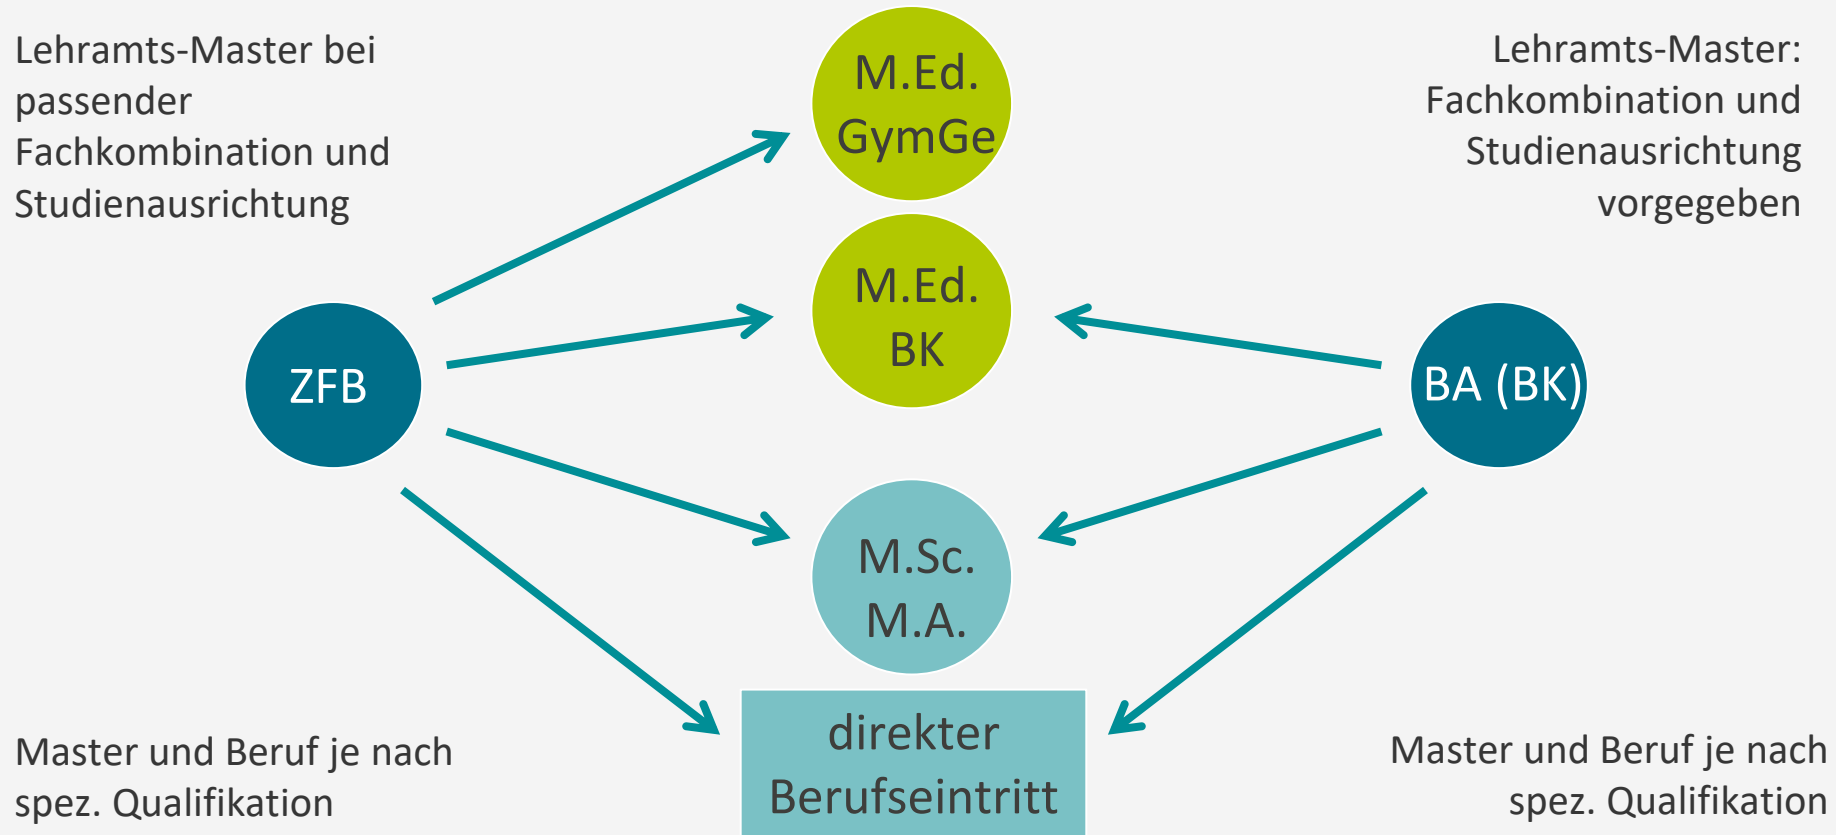 Lehramts-Master bei
passender
Fachkombination und
Studienausrichtung
M.Ed.
GymGe
Lehramts-Master:
Fachkombination und
Studienausrichtung
vorgegeben
M.Ed.
BK
ZFB
BA (BK)
M.Sc.
M.A.
direkter
Berufseintritt
Master und Beruf je nach
spez. Qualifikation
Master und Beruf je nach
spez. Qualifikation